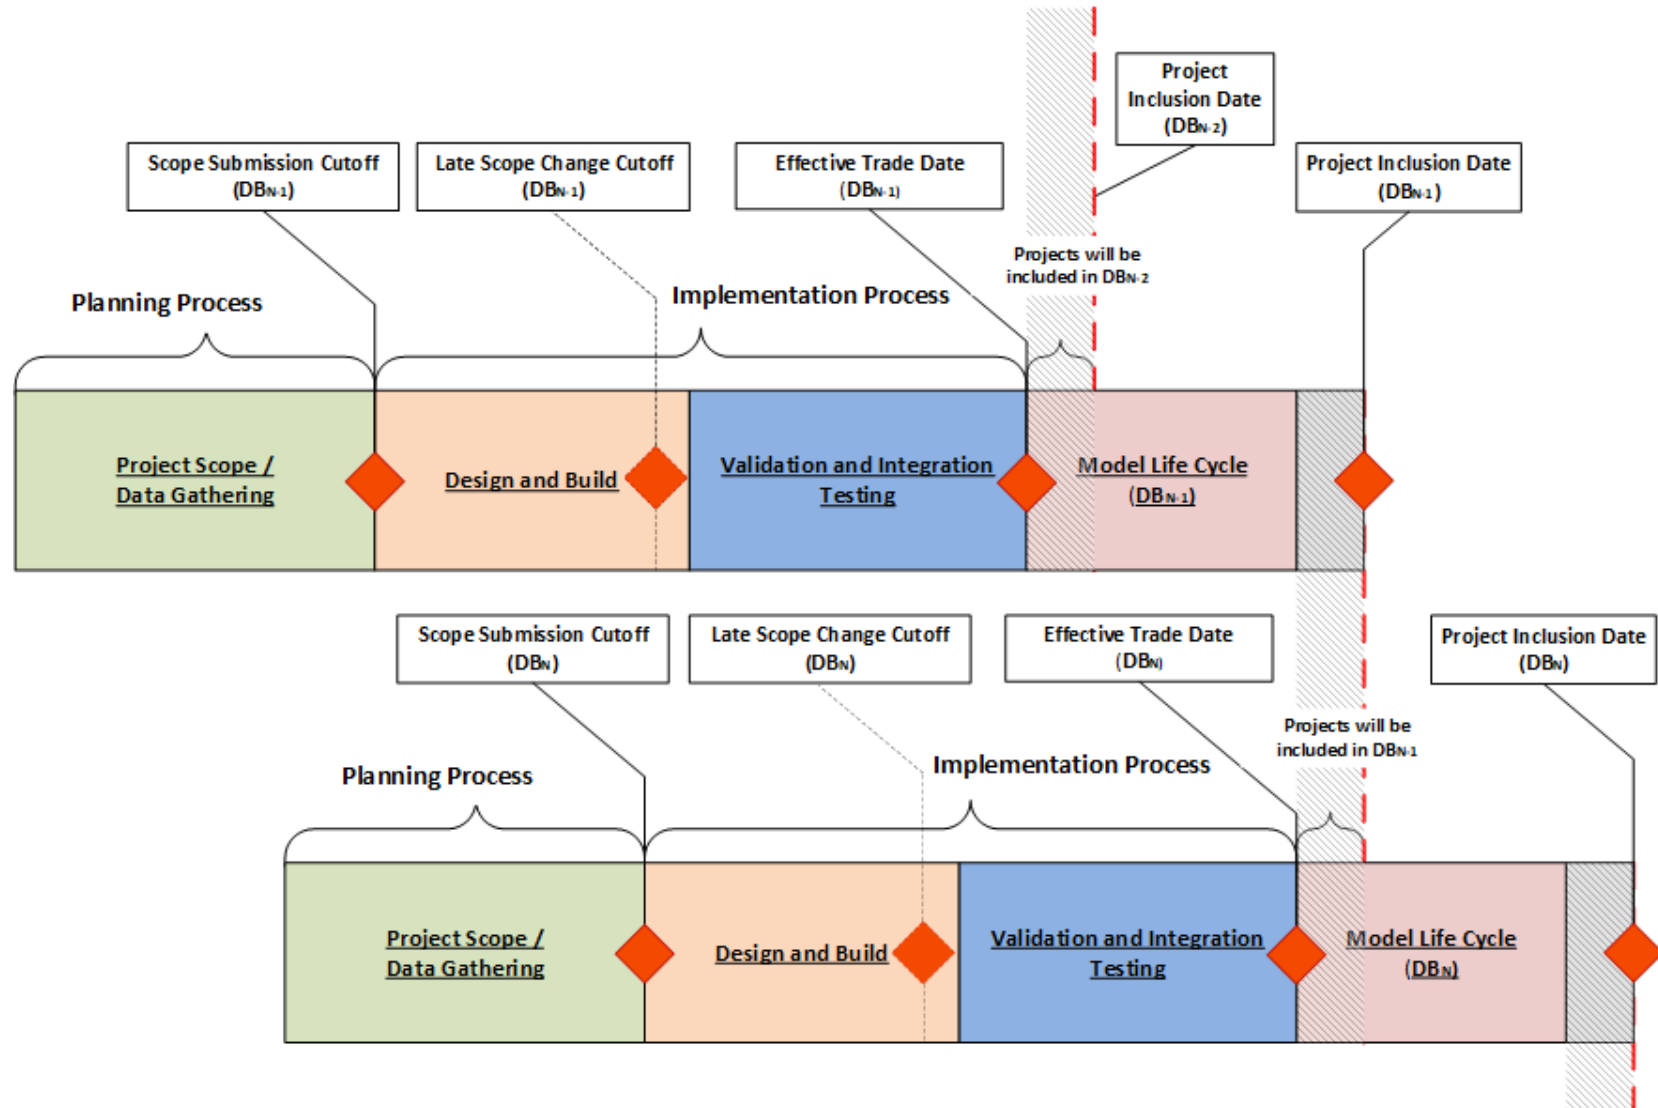 Project
Inclusion Date
(DBN-2)
Scope Submission Cutoff
(DBN-1)
Late Scope Change Cutoff
(DBN-1)
Effective Trade Date
(DBN-1)
Project Inclusion Date
(DBN-1)
Projects will be
included in DBN-2
Planning Process
Implementation Process
Project Scope /
Data Gathering
Design and Build
Validation and Integration
Testing
Model Life Cycle
(DBN-1)
Scope Submission Cutoff
(DBN)
Late Scope Change Cutoff
(DBN)
Effective Trade Date
(DBN)
Project Inclusion Date
(DBN)
Projects will be
included in DBN-1
Planning Process
Implementation Process
Project Scope /
Data Gathering
Design and Build
Validation and Integration
Testing
Model Life Cycle
(DBN)